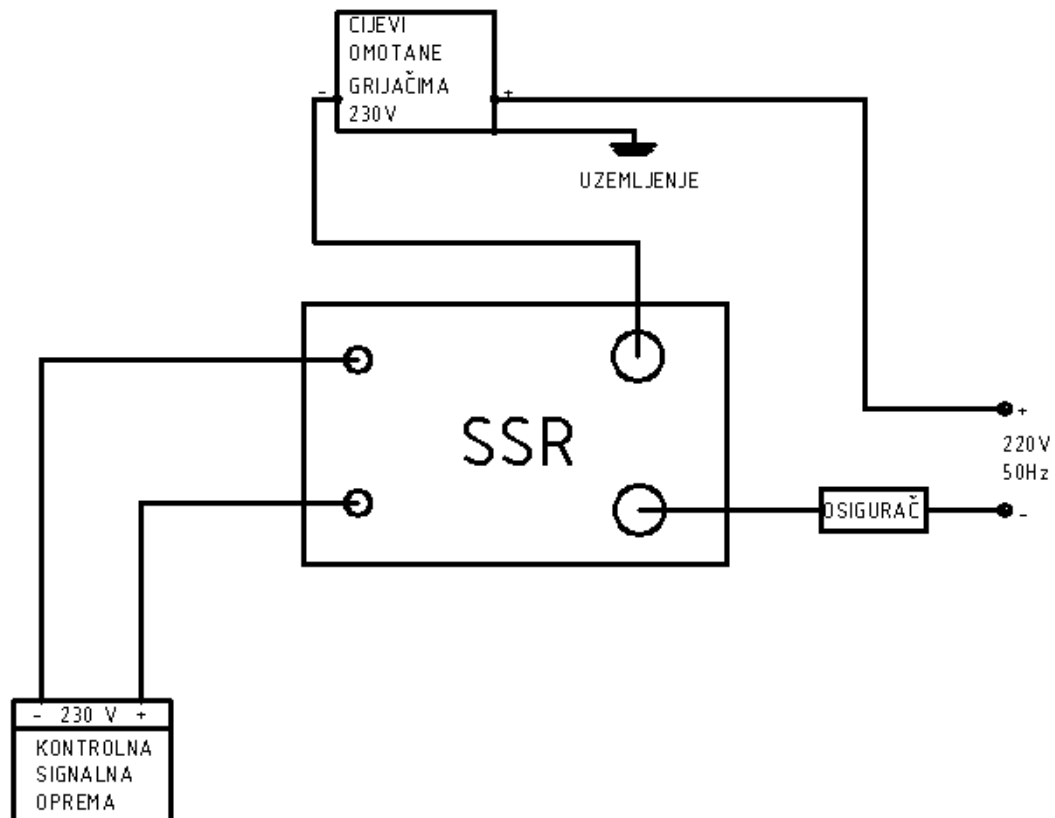 CIJEVI
OMOTANE
- GRIJAČIMA +
230V
UZEMLJENJE
SSR
+
220V
50Hz
OSIGURAČ
-
- 230 V +
KONTROLNA
SIGNALNA
OPREMA